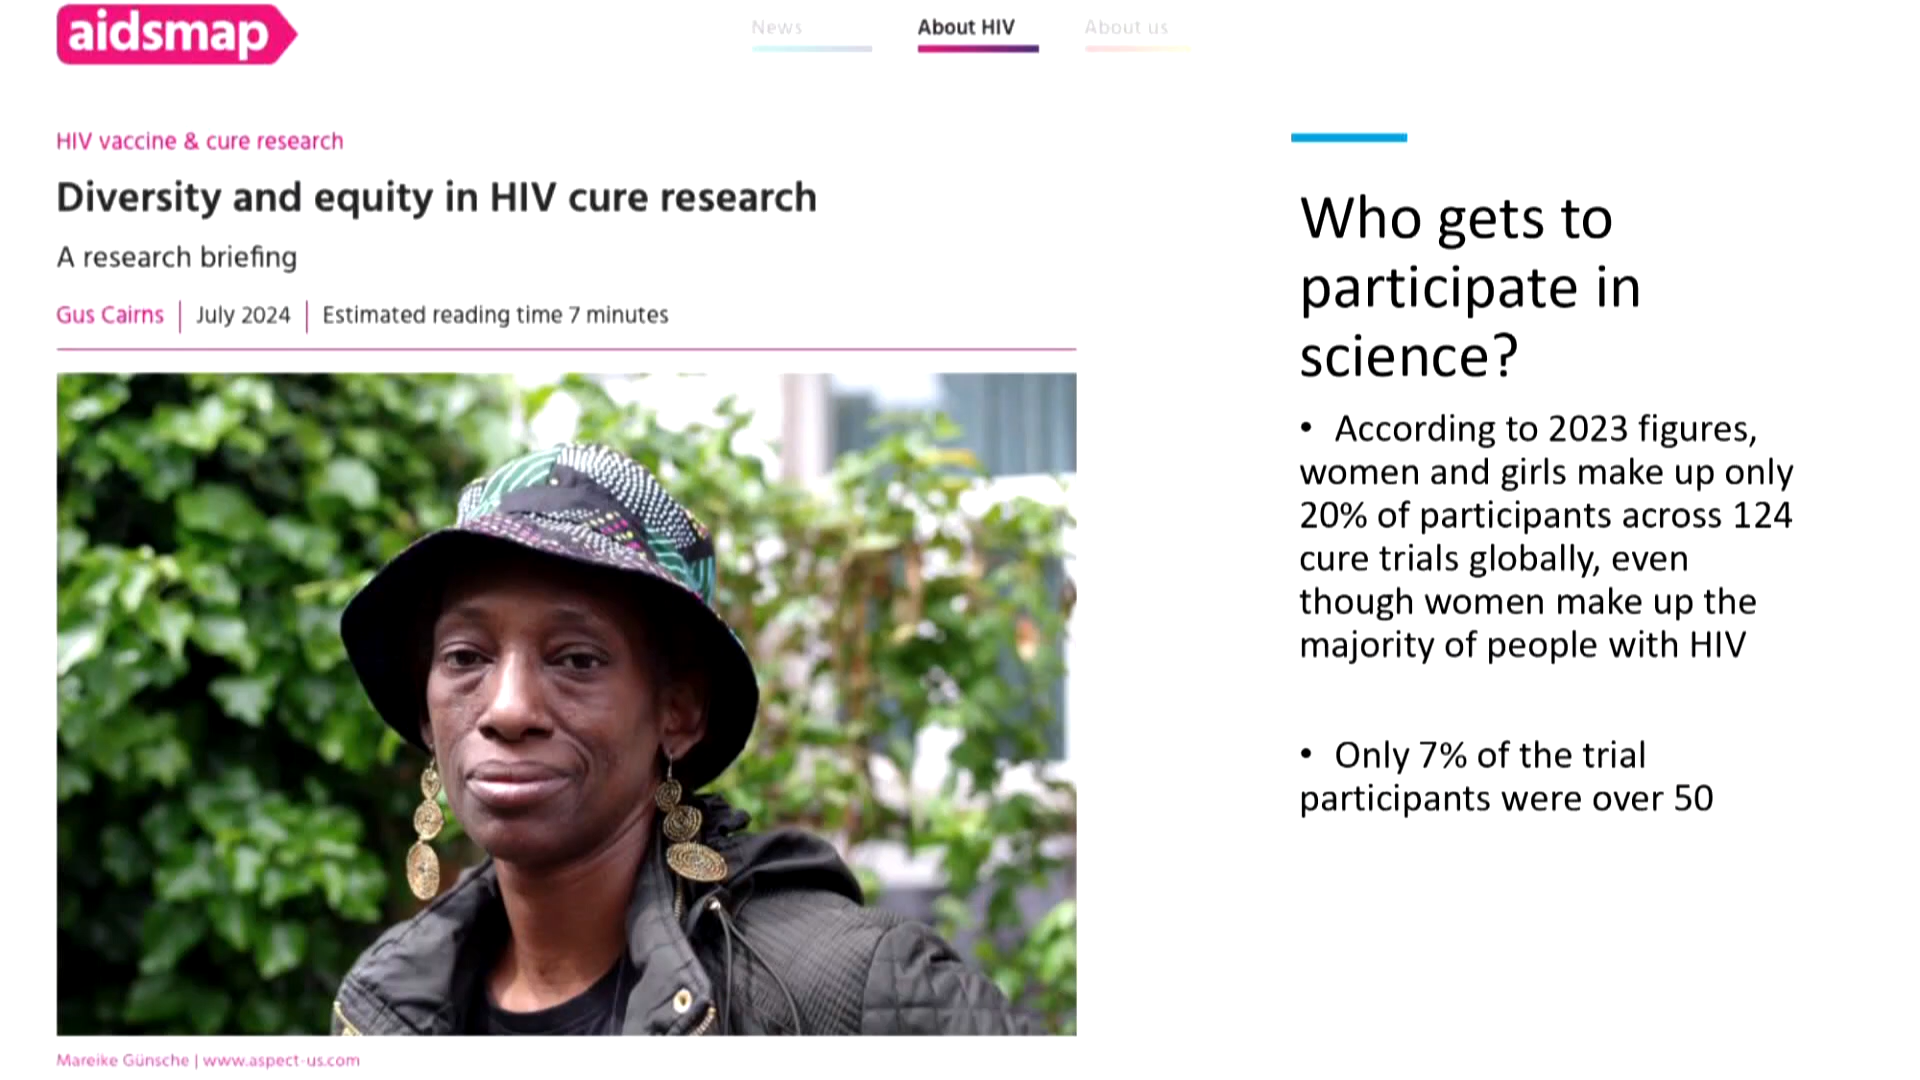 aidsmap
News
About HIV
About us
HIV vaccine & cure research
Diversity and equity in HIV cure research
A research briefing
Gus Cairns | July 2024 | Estimated reading time 7 minutes
Mareike Günsche | www.aspect-us.com
Who gets to
participate in
science?
• According to 2023 figures,
women and girls make up only
20% of participants across 124
cure trials globally, even
though women make up the
majority of people with HIV
• Only 7% of the trial
participants were over 50